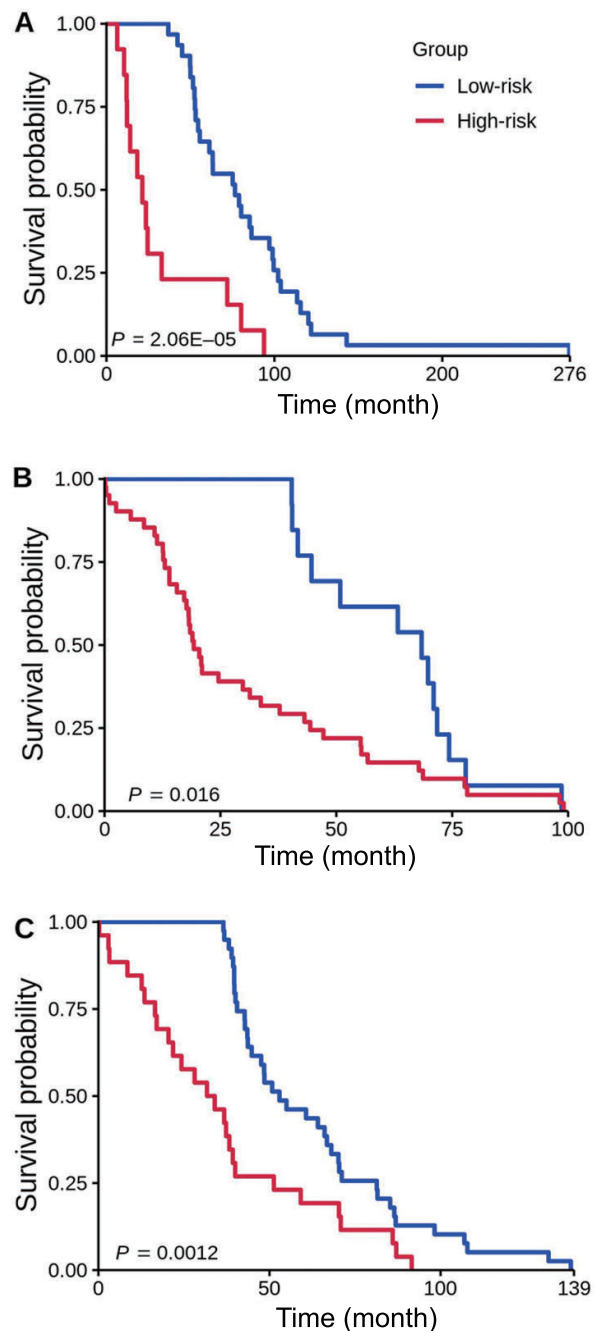 A
1.00
0.75
0.50
0.25
0.00
Survival probability
Group
Low-risk
High-risk
P = 2.06E–05
0 100 200 276
Time (month)
B
1.00
0.75
0.50
0.25
0.00
Survival probability
P = 0.016
0 25 50 75 100
Time (month)
C
1.00
0.75
0.50
0.25
0.00
Survival probability
P = 0.0012
0 50 100 139
Time (month)